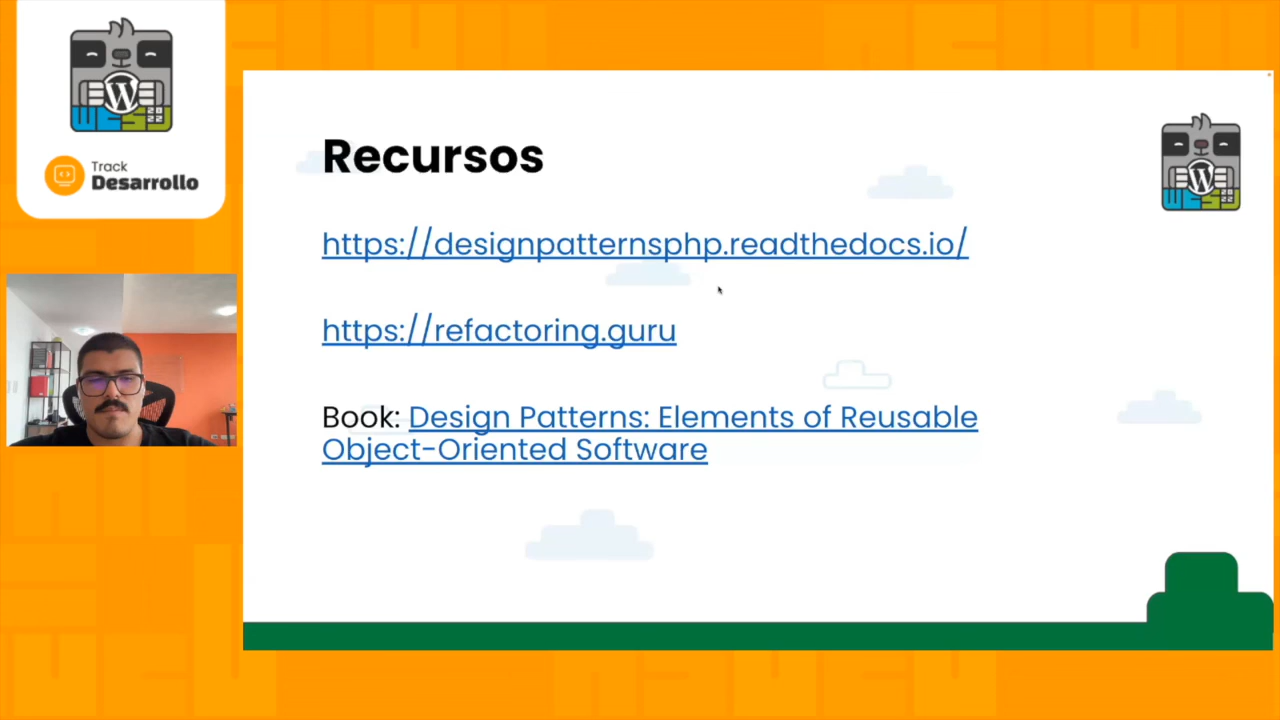 Track
Desarrollo
Recursos
https://designpatternsphp.readthedocs.io/
https://refactoring.guru
Book: Design Patterns: Elements of Reusable
Object-Oriented Software